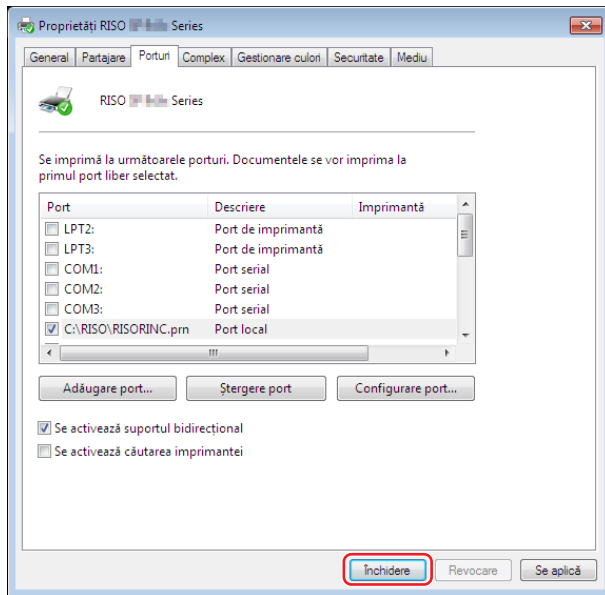 Proprietăți RISO Series
General Partajare Porturi Complex Gestionare culori Securitate Mediu
RISO Series
Se imprimă la următoarele porturi. Documentele se vor imprima la
primul port liber selectat.
Port Descriere Imprimantă
LPT2: Port de imprimantă
LPT3: Port de imprimantă
COM1: Port serial
COM2: Port serial
COM3: Port serial
C:\RISO\RISORINC.prn Port local
Adăugare port... Ștergere port Configurare port...
Se activează suportul bidirecțional
Se activează căutarea imprimantei
Închidere Revocare Se aplică